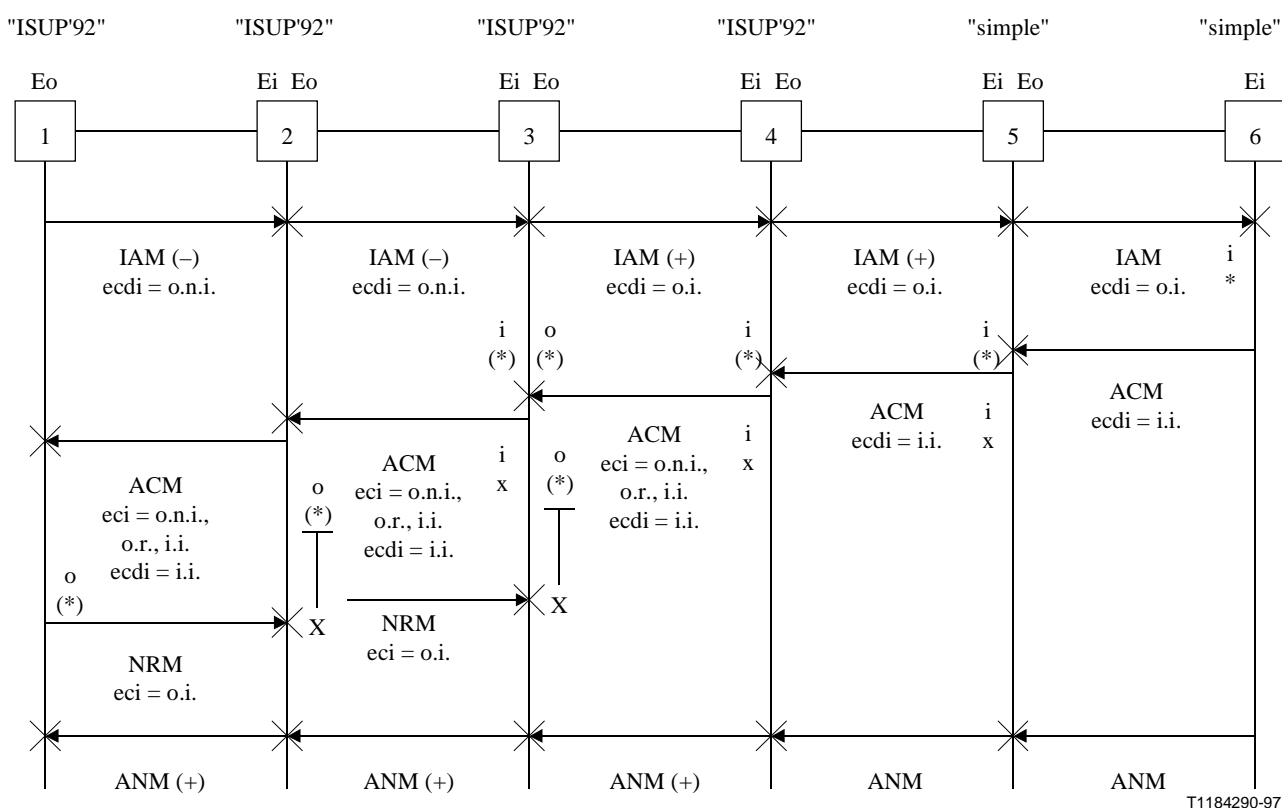 "ISUP'92" "ISUP'92" "ISUP'92" "ISUP'92" "simple" "simple"
Eo Ei Eo Ei Eo Ei Eo Ei Eo Ei
1 2 3 4 5 6
IAM (–) IAM (–) IAM (+) IAM (+) IAM i
ecdi = o.n.i. ecdi = o.n.i. ecdi = o.i. ecdi = o.i. ecdi = o.i. *
i o i i
(*) (*) (*) (*)
ACM
ecdi = i.i.
ACM i
ecdi = i.i. x
ACM i
eci = o.n.i., x
o.r., i.i.
ecdi = i.i.
o
(*)
X
ACM i
eci = o.n.i., x
o.r., i.i.
ecdi = i.i.
o
(*)
X
ACM
eci = o.n.i.,
o.r., i.i.
ecdi = i.i.
o
(*)
NRM
eci = o.i.
NRM
eci = o.i.
ANM (+) ANM (+) ANM (+) ANM ANM
T1184290-97